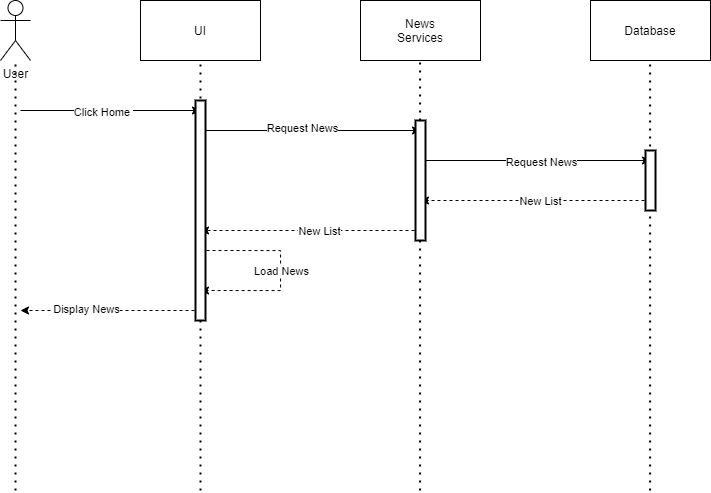 UI
News
Services
Database
User
Click Home
Request News
Request News
New List
New List
Load News
Display News